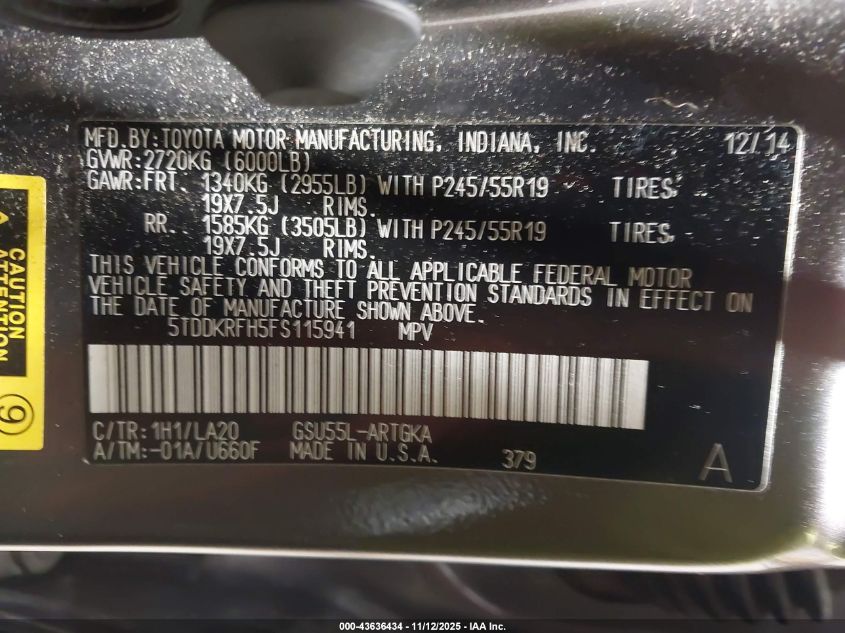 MFD.BY:TOYOTA MOTOR MANUFACTURING, INDIANA, INC. 12/14
GVWR:2720KG (6000LB)
GAWR:FRT. 1340KG (2955LB) WITH P245/55R19 TIRES,
19X7.5J RIMS.
RR. 1585KG (3505LB) WITH P245/55R19 TIRES,
19X7.5J RIMS.
THIS VEHICLE CONFORMS TO ALL APPLICABLE FEDERAL MOTOR
VEHICLE SAFETY AND THEFT PREVENTION STANDARDS IN EFFECT ON
THE DATE OF MANUFACTURE SHOWN ABOVE.
5TDDKRFH5FS115941 MPV
C/TR:1H1/LA20 GSU55L-ARTGKA
A/TM:-01A/U660F MADE IN U.S.A. 379 A
CAUTION
ATTENTION
9
000-43636434 - 11/12/2025 - IAA Inc.